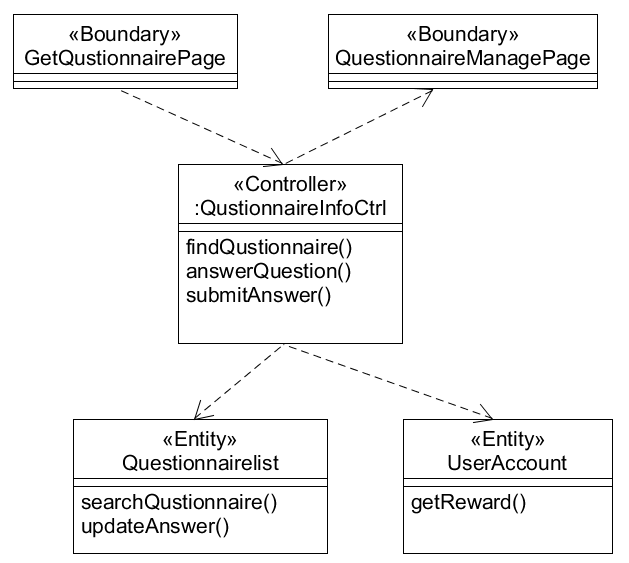 «Boundary»
GetQustionnairePage
«Boundary»
QuestionnaireManagePage
«Controller»
:QustionnaireInfoCtrl
findQustionnaire()
answerQuestion()
submitAnswer()
«Entity»
Questionnairelist
searchQustionnaire()
updateAnswer()
«Entity»
UserAccount
getReward()